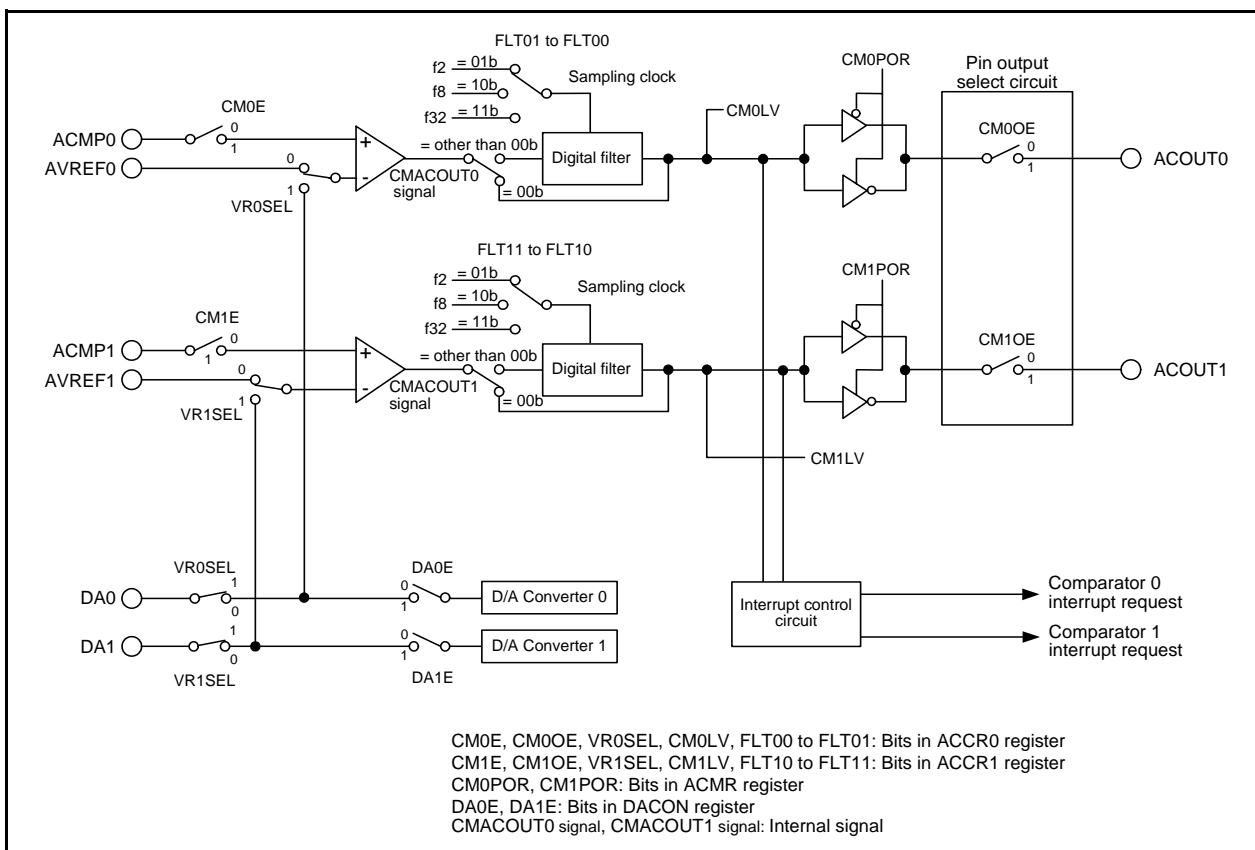 FLT01 to FLT00
f2 = 01b
f8 = 10b
f32 = 11b
Sampling clock
CM0E
0
1
ACMP0
AVREF0
0
1
VR0SEL
+
-
CMACOUT0
signal
= other than 00b
= 00b
Digital filter
CM0LV
CM0POR
Pin output
select circuit
CM0OE
0
1
ACOUT0
FLT11 to FLT10
f2 = 01b
f8 = 10b
f32 = 11b
Sampling clock
CM1E
0
1
ACMP1
AVREF1
0
1
VR1SEL
+
-
CMACOUT1
signal
= other than 00b
= 00b
Digital filter
CM1LV
CM1POR
CM1OE
0
1
ACOUT1
VR0SEL
1
0
DA0
DA0E
0
1
D/A Converter 0
DA1
1
0
VR1SEL
0
1
DA1E
D/A Converter 1
Interrupt control
circuit
Comparator 0
interrupt request
Comparator 1
interrupt request
CM0E, CM0OE, VR0SEL, CM0LV, FLT00 to FLT01: Bits in ACCR0 register
CM1E, CM1OE, VR1SEL, CM1LV, FLT10 to FLT11: Bits in ACCR1 register
CM0POR, CM1POR: Bits in ACMR register
DA0E, DA1E: Bits in DACON register
CMACOUT0 signal, CMACOUT1 signal: Internal signal